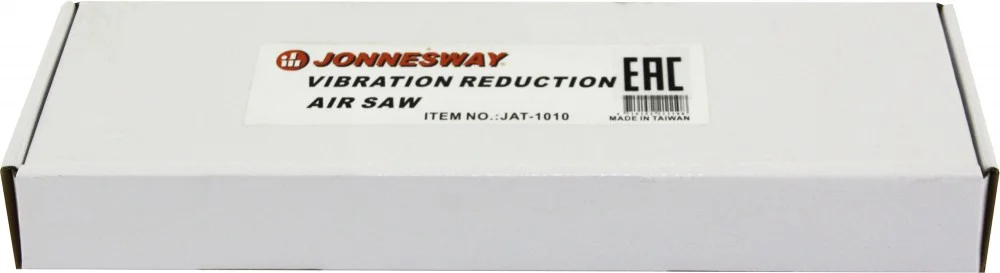 JONNESWAY
VIBRATION REDUCTION
AIR SAW
ITEM NO.:JAT-1010
EAC
MADE IN TAIWAN